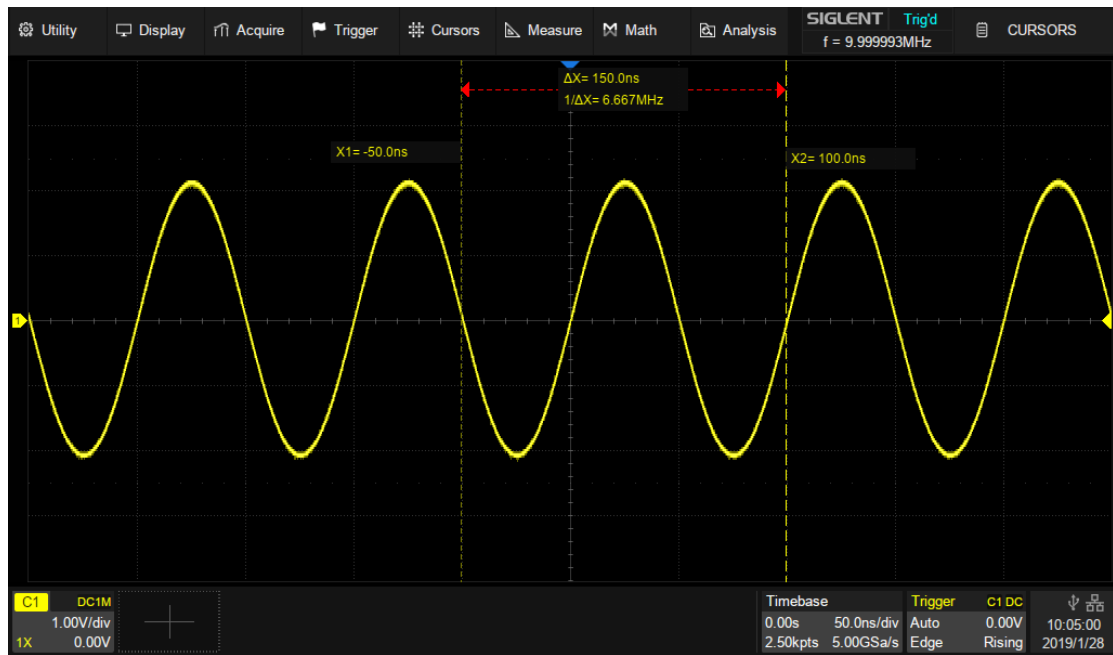 Utility Display Acquire Trigger Cursors Measure Math Analysis SIGLENT Trig'd CURSORS
f = 9.999993MHz
ΔX= 150.0ns
1/ΔX= 6.667MHz
X1= -50.0ns
X2= 100.0ns
1
C1 DC1M
1.00V/div
1X 0.00V
Timebase
0.00s 50.0ns/div
2.50kpts 5.00GSa/s
Trigger C1 DC
Auto 0.00V
Edge Rising
10:05:00
2019/1/28